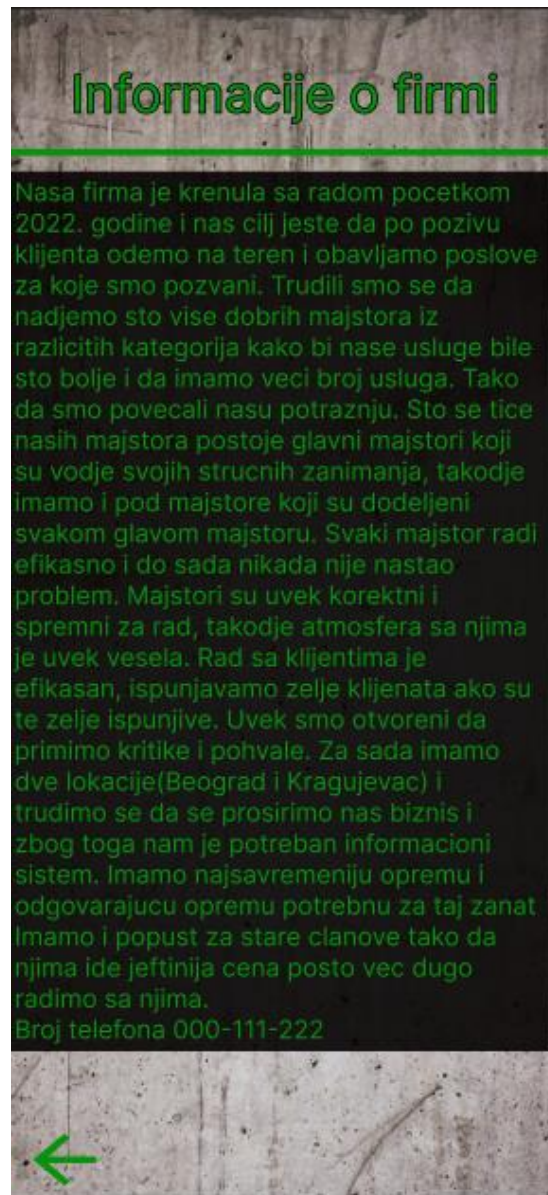 Informacije o firmi
Nasa firma je krenula sa radom pocetkom
2022. godine i nas cilj jeste da po pozivu
klijenta odemo na teren i obavljamo poslove
za koje smo pozvani. Trudili smo se da
nadjemo sto vise dobrih majstora iz
razlicitih kategorija kako bi nase usluge bile
sto bolje i da imamo veci broj usluga. Tako
da smo povecali nasu potraznju. Sto se tice
nasih majstora postoje glavni majstori koji
su vodje svojih strucnih zanimanja, takodje
imamo i pod majstore koji su dodeljeni
svakom glavom majstoru. Svaki majstor radi
efikasno i do sada nikada nije nastao
problem. Majstori su uvek korektni i
spremni za rad, takodje atmosfera sa njima
je uvek vesela. Rad sa klijentima je
efikasan, ispunjavamo zelje klijenata ako su
te zelje ispunjive. Uvek smo otvoreni da
primimo kritike i pohvale. Za sada imamo
dve lokacije(Beograd i Kragujevac) i
trudimo se da se prosirimo nas biznis i
zbog toga nam je potreban informacioni
sistem. Imamo najsavremeniju opremu i
odgovarajucu opremu potrebnu za taj zanat
Imamo i popust za stare clanove tako da
njima ide jeftinija cena posto vec dugo
radimo sa njima.
Broj telefona 000-111-222